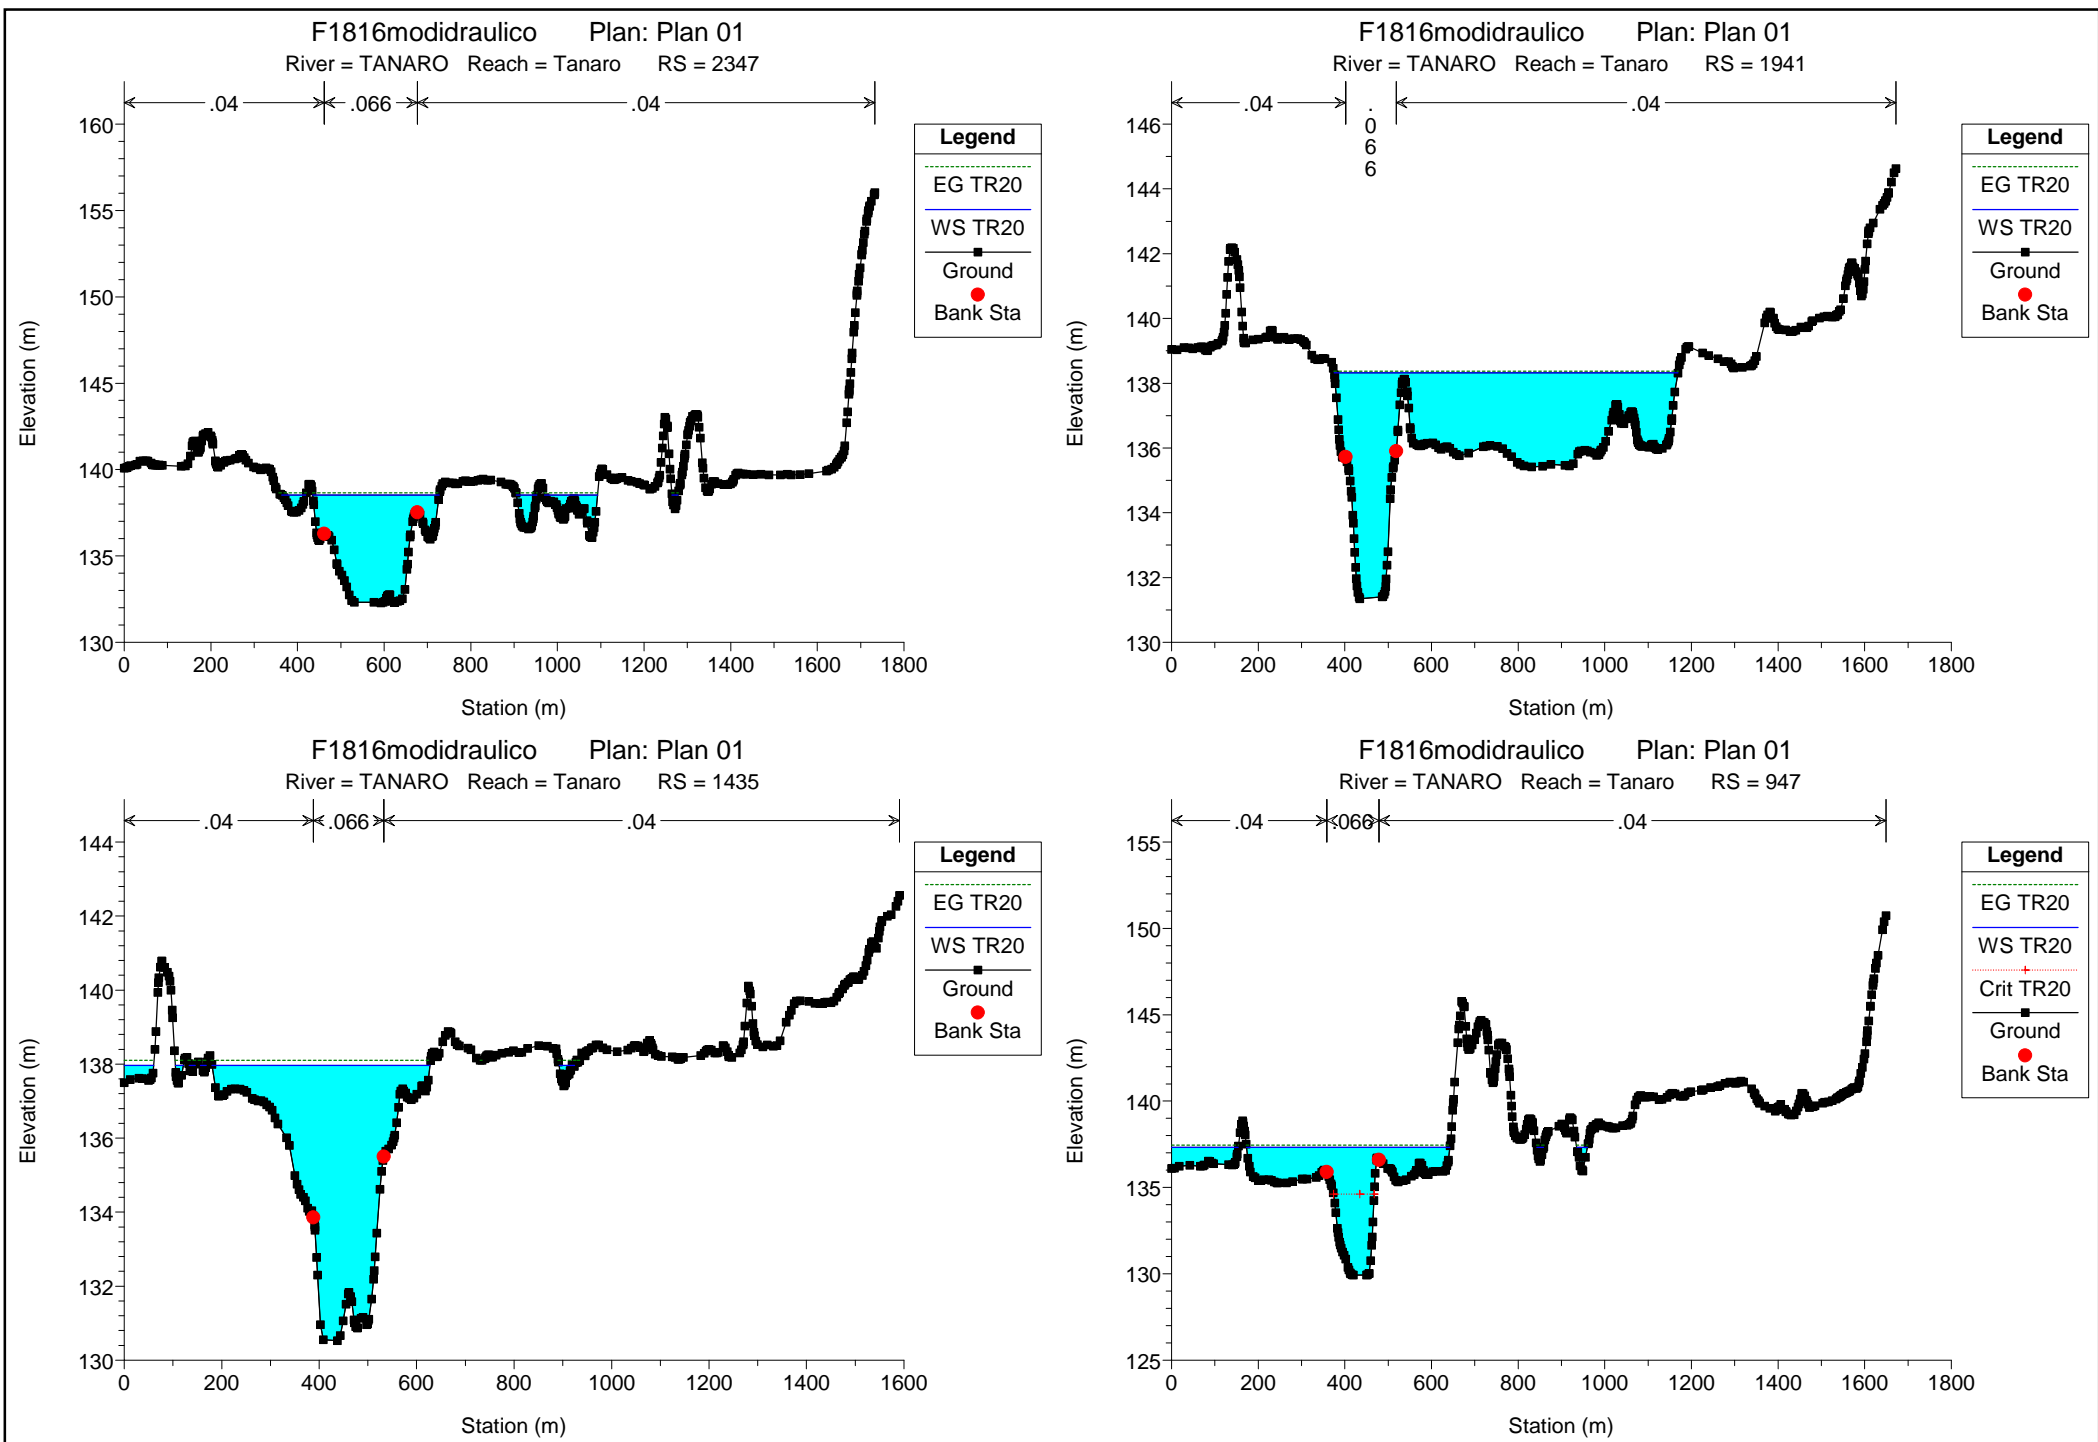 F1816modidraulico Plan: Plan 01
River = TANARO Reach = Tanaro RS = 2347
.04 .066 .04
160
155
150
145
140
135
130
0 200 400 600 800 1000 1200 1400 1600 1800
Elevation (m)
Station (m)
Legend
EG TR20
WS TR20
Ground
Bank Sta
F1816modidraulico Plan: Plan 01
River = TANARO Reach = Tanaro RS = 1941
.04 .066 .04
146
144
142
140
138
136
134
132
130
0 200 400 600 800 1000 1200 1400 1600 1800
Elevation (m)
Station (m)
Legend
EG TR20
WS TR20
Ground
Bank Sta
F1816modidraulico Plan: Plan 01
River = TANARO Reach = Tanaro RS = 1435
.04 .066 .04
144
142
140
138
136
134
132
130
0 200 400 600 800 1000 1200 1400 1600
Elevation (m)
Station (m)
Legend
EG TR20
WS TR20
Ground
Bank Sta
F1816modidraulico Plan: Plan 01
River = TANARO Reach = Tanaro RS = 947
.04 .066 .04
155
150
145
140
135
130
125
0 200 400 600 800 1000 1200 1400 1600 1800
Elevation (m)
Station (m)
Legend
EG TR20
WS TR20
Crit TR20
Ground
Bank Sta